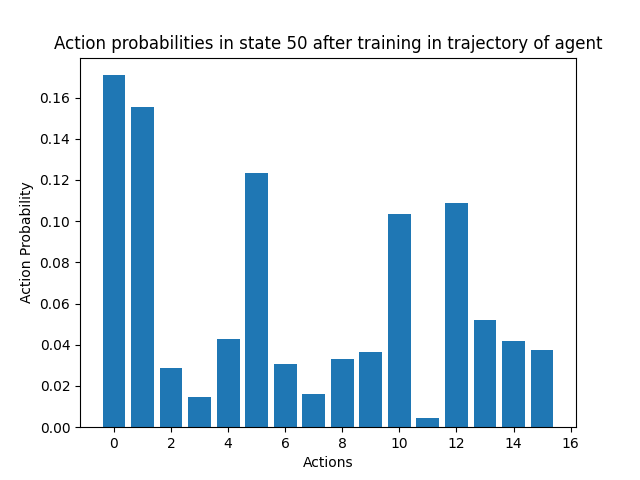 Action probabilities in state 50 after training in trajectory of agent
0.16
0.14
0.12
0.10
0.08
0.06
0.04
0.02
0.00
Action Probability
0 2 4 6 8 10 12 14 16
Actions